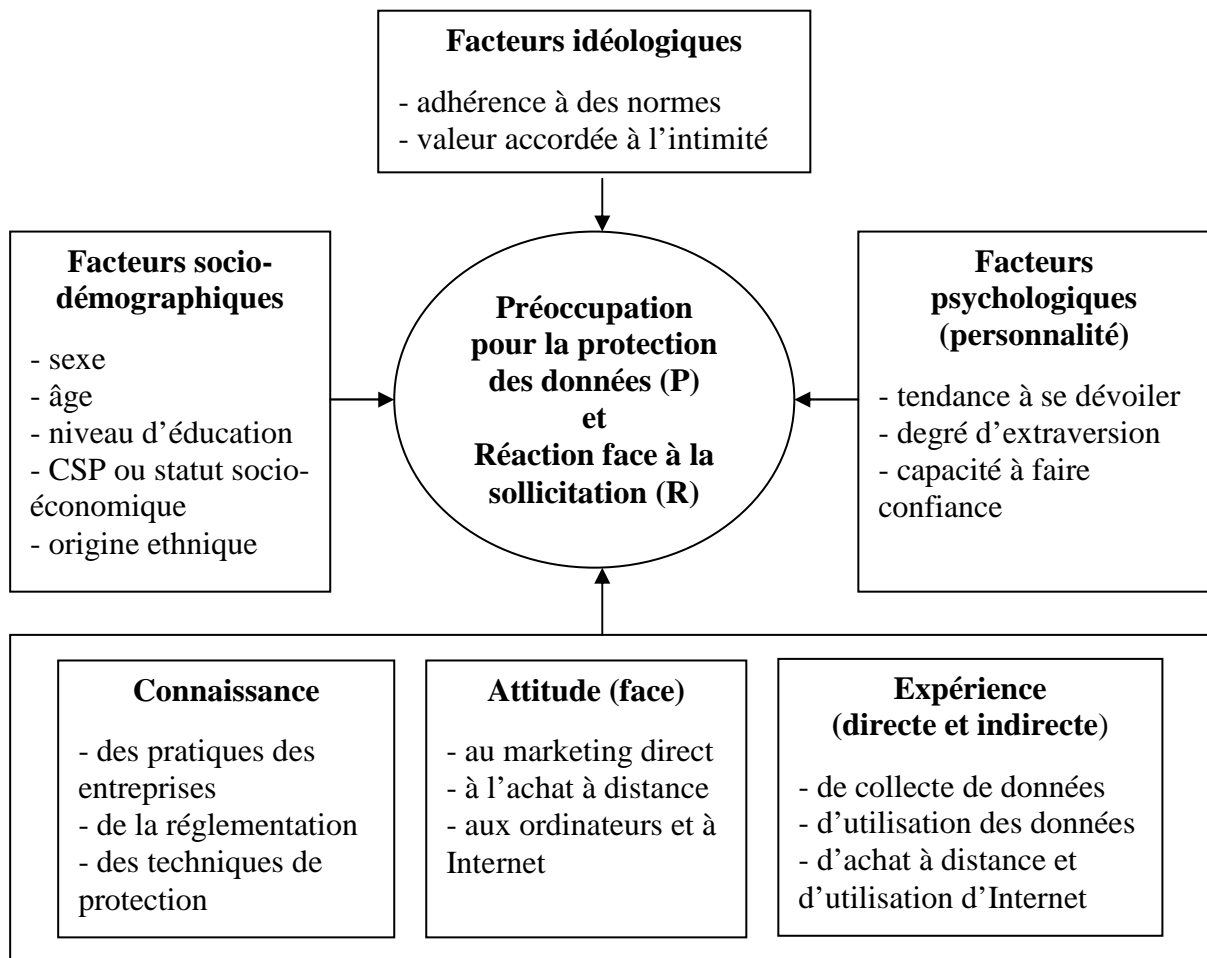 Facteurs idéologiques
- adhérence à des normes
- valeur accordée à l’intimité
Facteurs socio-
démographiques
- sexe
- âge
- niveau d’éducation
- CSP ou statut socio-
économique
- origine ethnique
Préoccupation
pour la protection
des données (P)
et
Réaction face à la
sollicitation (R)
Facteurs
psychologiques
(personnalité)
- tendance à se dévoiler
- degré d’extraversion
- capacité à faire
confiance
Connaissance
- des pratiques des
entreprises
- de la réglementation
- des techniques de
protection
Attitude (face)
- au marketing direct
- à l’achat à distance
- aux ordinateurs et à
Internet
Expérience
(directe et indirecte)
- de collecte de données
- d’utilisation des données
- d’achat à distance et
d’utilisation d’Internet